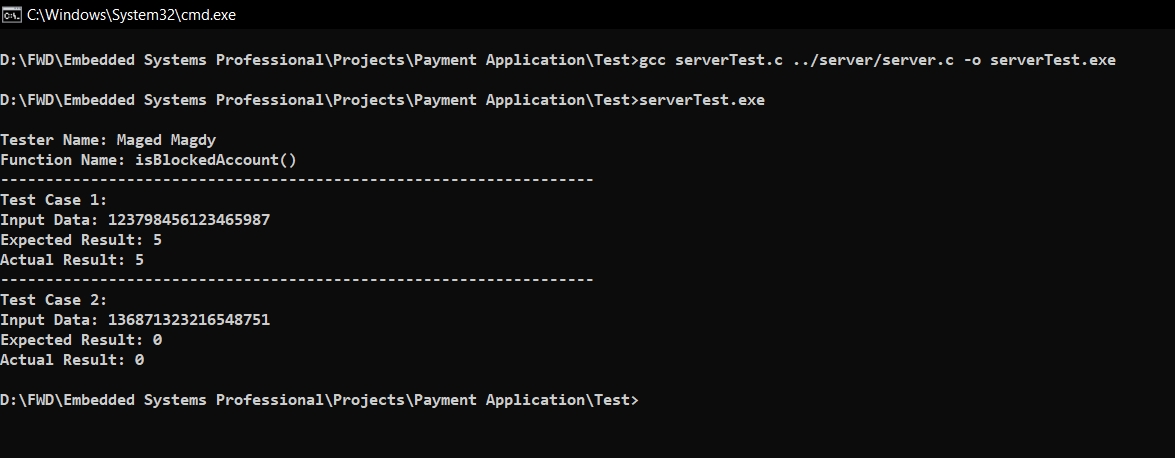 C:\Windows\System32\cmd.exe
D:\FWD\Embedded Systems Professional\Projects\Payment Application\Test>gcc serverTest.c ../server/server.c -o serverTest.exe
D:\FWD\Embedded Systems Professional\Projects\Payment Application\Test>serverTest.exe
Tester Name: Maged Magdy
Function Name: isBlockedAccount()
------------------------------------------------------------------
Test Case 1:
Input Data: 123798456123465987
Expected Result: 5
Actual Result: 5
------------------------------------------------------------------
Test Case 2:
Input Data: 136871323216548751
Expected Result: 0
Actual Result: 0
D:\FWD\Embedded Systems Professional\Projects\Payment Application\Test>